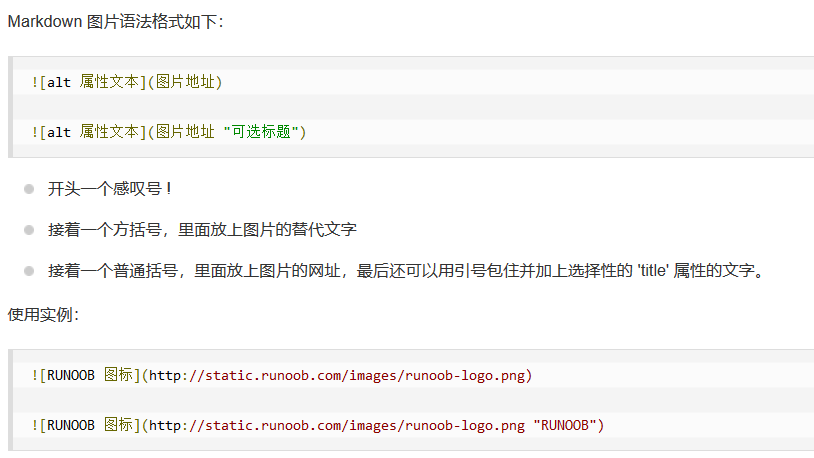 Markdown 图片语法格式如下：
![alt 属性文本](图片地址)
![alt 属性文本](图片地址 "可选标题")
开头一个感叹号 !
接着一个方括号，里面放上图片的替代文字
接着一个普通括号，里面放上图片的网址，最后还可以用引号包住并加上选择性的 'title' 属性的文字。
使用实例：
![RUNOOB 图标](http://static.runoob.com/images/runoob-logo.png)
![RUNOOB 图标](http://static.runoob.com/images/runoob-logo.png "RUNOOB")